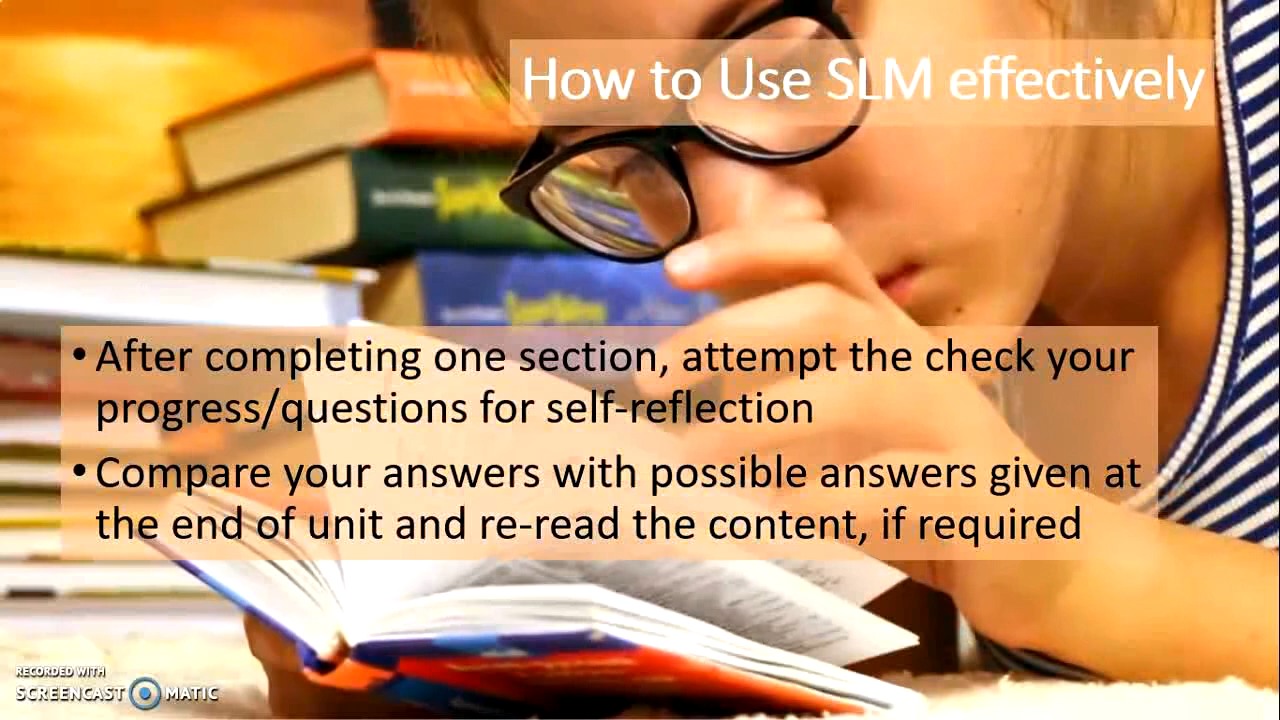 How to Use SLM effectively
• After completing one section, attempt the check your
progress/questions for self-reflection
• Compare your answers with possible answers given at
the end of unit and re-read the content, if required
RECORDED WITH
SCREENCAST MATIC